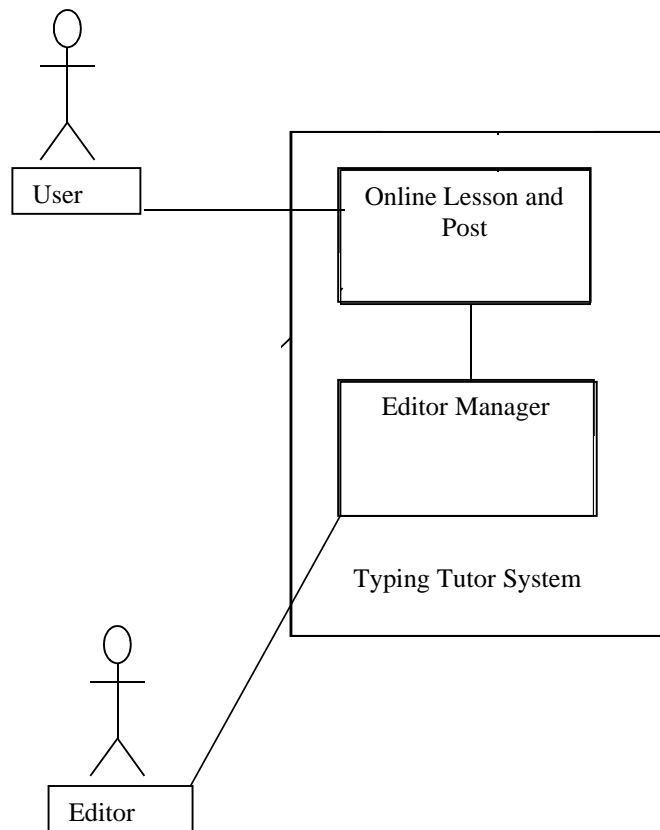 User
Online Lesson and
Post
Editor Manager
Typing Tutor System
Editor